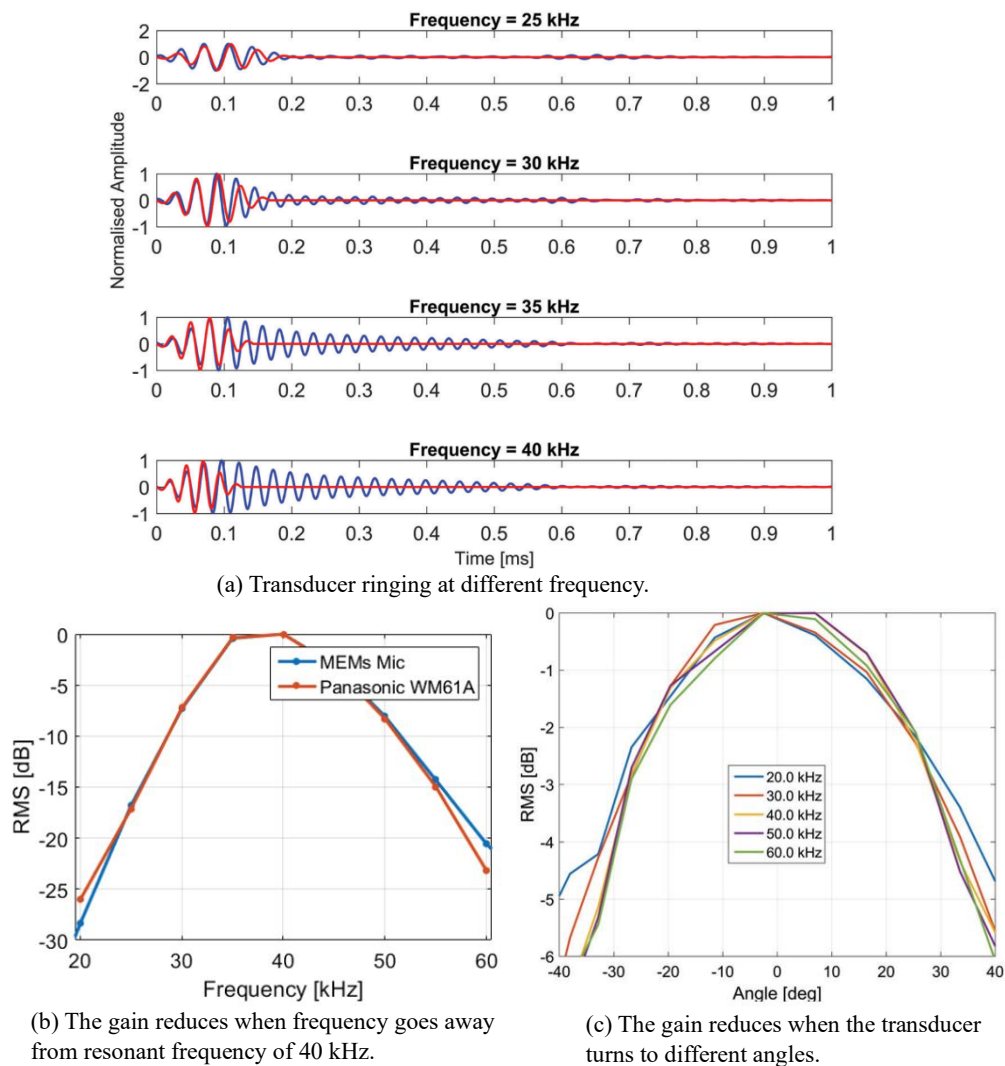 Frequency = 25 kHz
2
0
-2
0 0.1 0.2 0.3 0.4 0.5 0.6 0.7 0.8 0.9 1
Normalised Amplitude
Frequency = 30 kHz
1
0
-1
0 0.1 0.2 0.3 0.4 0.5 0.6 0.7 0.8 0.9 1
Frequency = 35 kHz
1
0
-1
0 0.1 0.2 0.3 0.4 0.5 0.6 0.7 0.8 0.9 1
Frequency = 40 kHz
1
0
-1
0 0.1 0.2 0.3 0.4 0.5 0.6 0.7 0.8 0.9 1
Time [ms]
(a) Transducer ringing at different frequency.
0
-5
-10
-15
-20
-25
-30
RMS [dB]
MEMs Mic
Panasonic WM61A
20 30 40 50 60
Frequency [kHz]
(b) The gain reduces when frequency goes away
from resonant frequency of 40 kHz.
0
-1
-2
-3
-4
-5
-6
RMS [dB]
20.0 kHz
30.0 kHz
40.0 kHz
50.0 kHz
60.0 kHz
-40 -30 -20 -10 0 10 20 30 40
Angle [deg]
(c) The gain reduces when the transducer
turns to different angles.